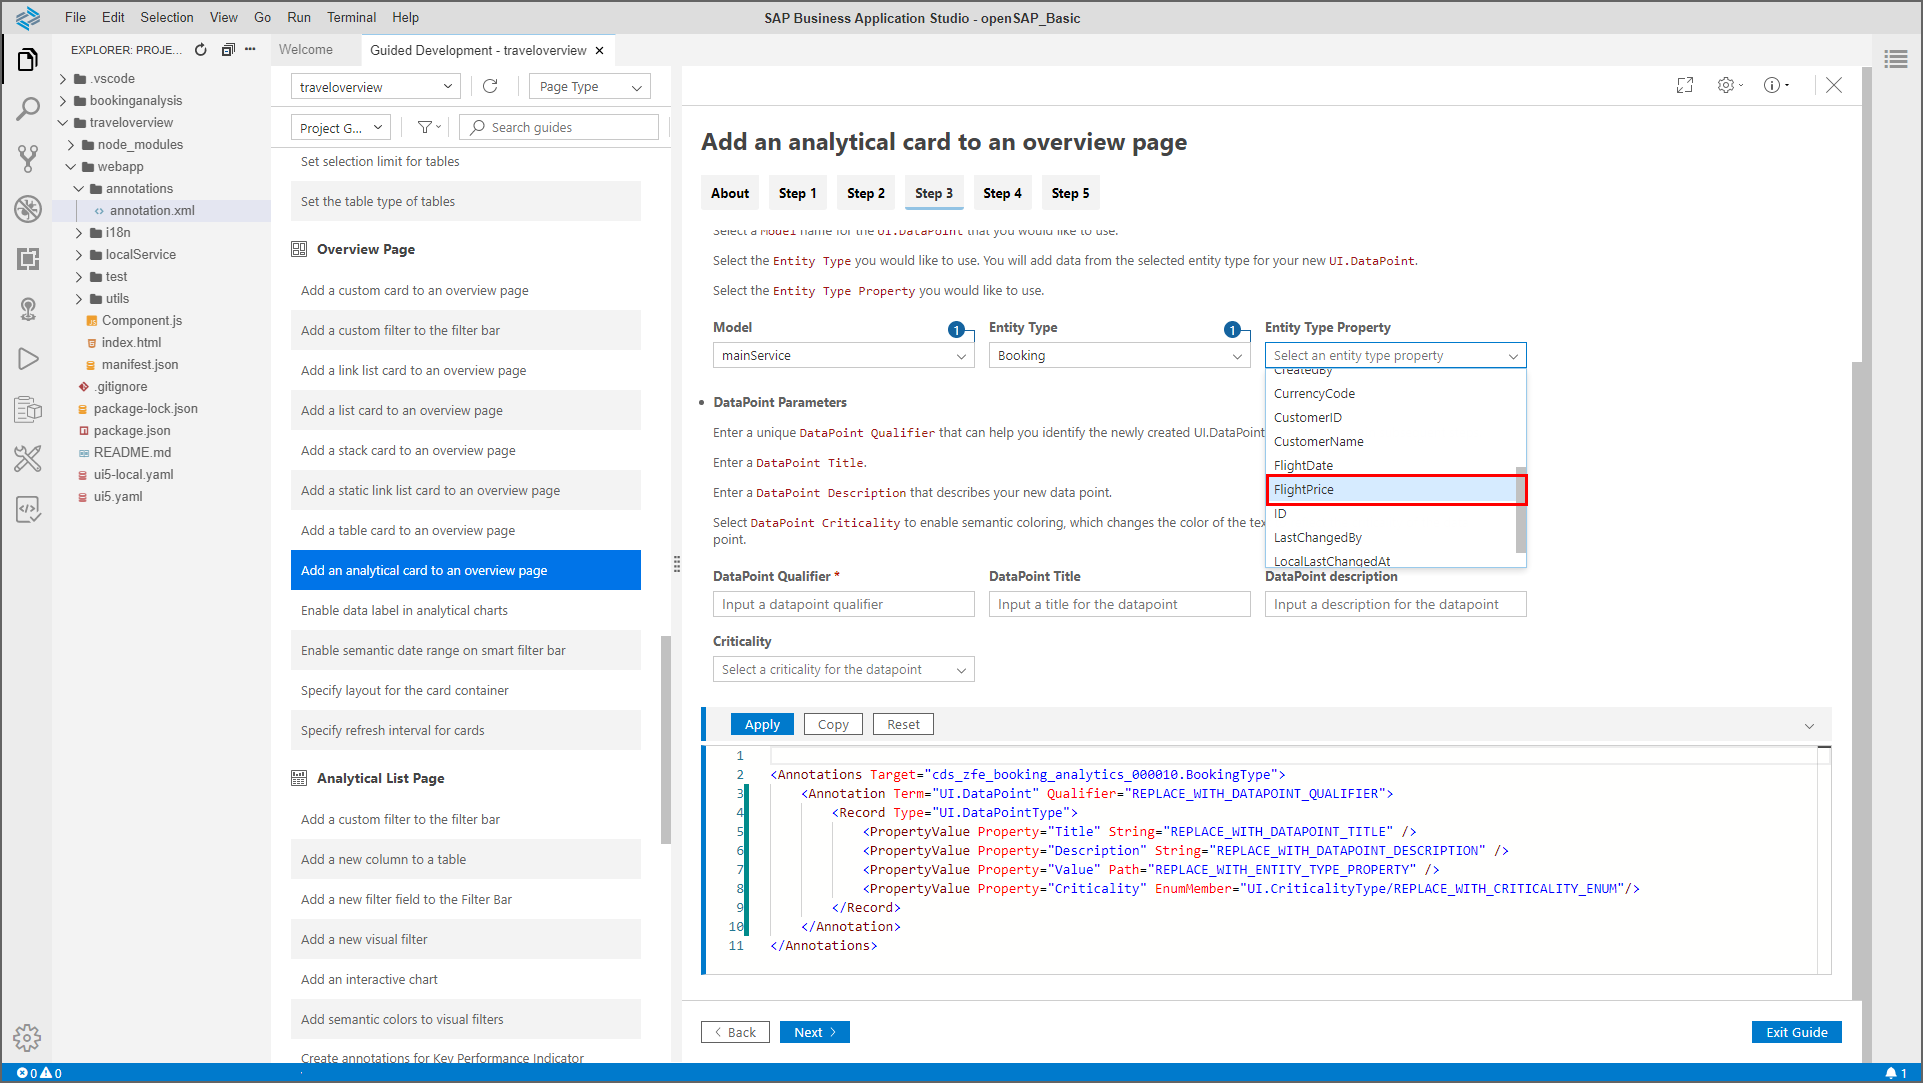 File Edit Selection View Go Run Terminal Help
SAP Business Application Studio - openSAP_Basic
EXPLORER: PROJE...
Welcome
Guided Development - traveloverview
.vscode
bookinganalysis
traveloverview
node_modules
webapp
annotations
annotation.xml
i18n
localService
test
utils
Component.js
index.html
manifest.json
.gitignore
package-lock.json
package.json
README.md
ui5-local.yaml
ui5.yaml
traveloverview
Page Type
Project G...
Search guides
Set selection limit for tables
Set the table type of tables
Overview Page
Add a custom card to an overview page
Add a custom filter to the filter bar
Add a link list card to an overview page
Add a list card to an overview page
Add a stack card to an overview page
Add a static link list card to an overview page
Add a table card to an overview page
Add an analytical card to an overview page
Enable data label in analytical charts
Enable semantic date range on smart filter bar
Specify layout for the card container
Specify refresh interval for cards
Analytical List Page
Add a custom filter to the filter bar
Add a new column to a table
Add a new filter field to the Filter Bar
Add a new visual filter
Add an interactive chart
Add semantic colors to visual filters
Create annotations for Key Performance Indicator
Add an analytical card to an overview page
About Step 1 Step 2 Step 3 Step 4 Step 5
Select a Model name for the UI.DataPoint that you would like to use.
Select the Entity Type you would like to use. You will add data from the selected entity type for your new UI.DataPoint.
Select the Entity Type Property you would like to use.
Model 1 Entity Type 1 Entity Type Property
mainService Booking Select an entity type property
CreatedBy
CurrencyCode
CustomerID
CustomerName
FlightDate
FlightPrice
ID
LastChangedBy
LocalLastChangedAt
• DataPoint Parameters
Enter a unique DataPoint Qualifier that can help you identify the newly created UI.DataPoint
Enter a DataPoint Title.
Enter a DataPoint Description that describes your new data point.
Select DataPoint Criticality to enable semantic coloring, which changes the color of the tex
point.
DataPoint Qualifier * DataPoint Title DataPoint description
Input a datapoint qualifier Input a title for the datapoint Input a description for the datapoint
Criticality
Select a criticality for the datapoint
Apply Copy Reset
1
2 <Annotations Target="cds_zfe_booking_analytics_000010.BookingType">
3 <Annotation Term="UI.DataPoint" Qualifier="REPLACE_WITH_DATAPOINT_QUALIFIER">
4 <Record Type="UI.DataPointType">
5 <PropertyValue Property="Title" String="REPLACE_WITH_DATAPOINT_TITLE" />
6 <PropertyValue Property="Description" String="REPLACE_WITH_DATAPOINT_DESCRIPTION" />
7 <PropertyValue Property="Value" Path="REPLACE_WITH_ENTITY_TYPE_PROPERTY" />
8 <PropertyValue Property="Criticality" EnumMember="UI.CriticalityType/REPLACE_WITH_CRITICALITY_ENUM"/>
9 </Record>
10 </Annotation>
11 </Annotations>
Back Next Exit Guide
0 0 1